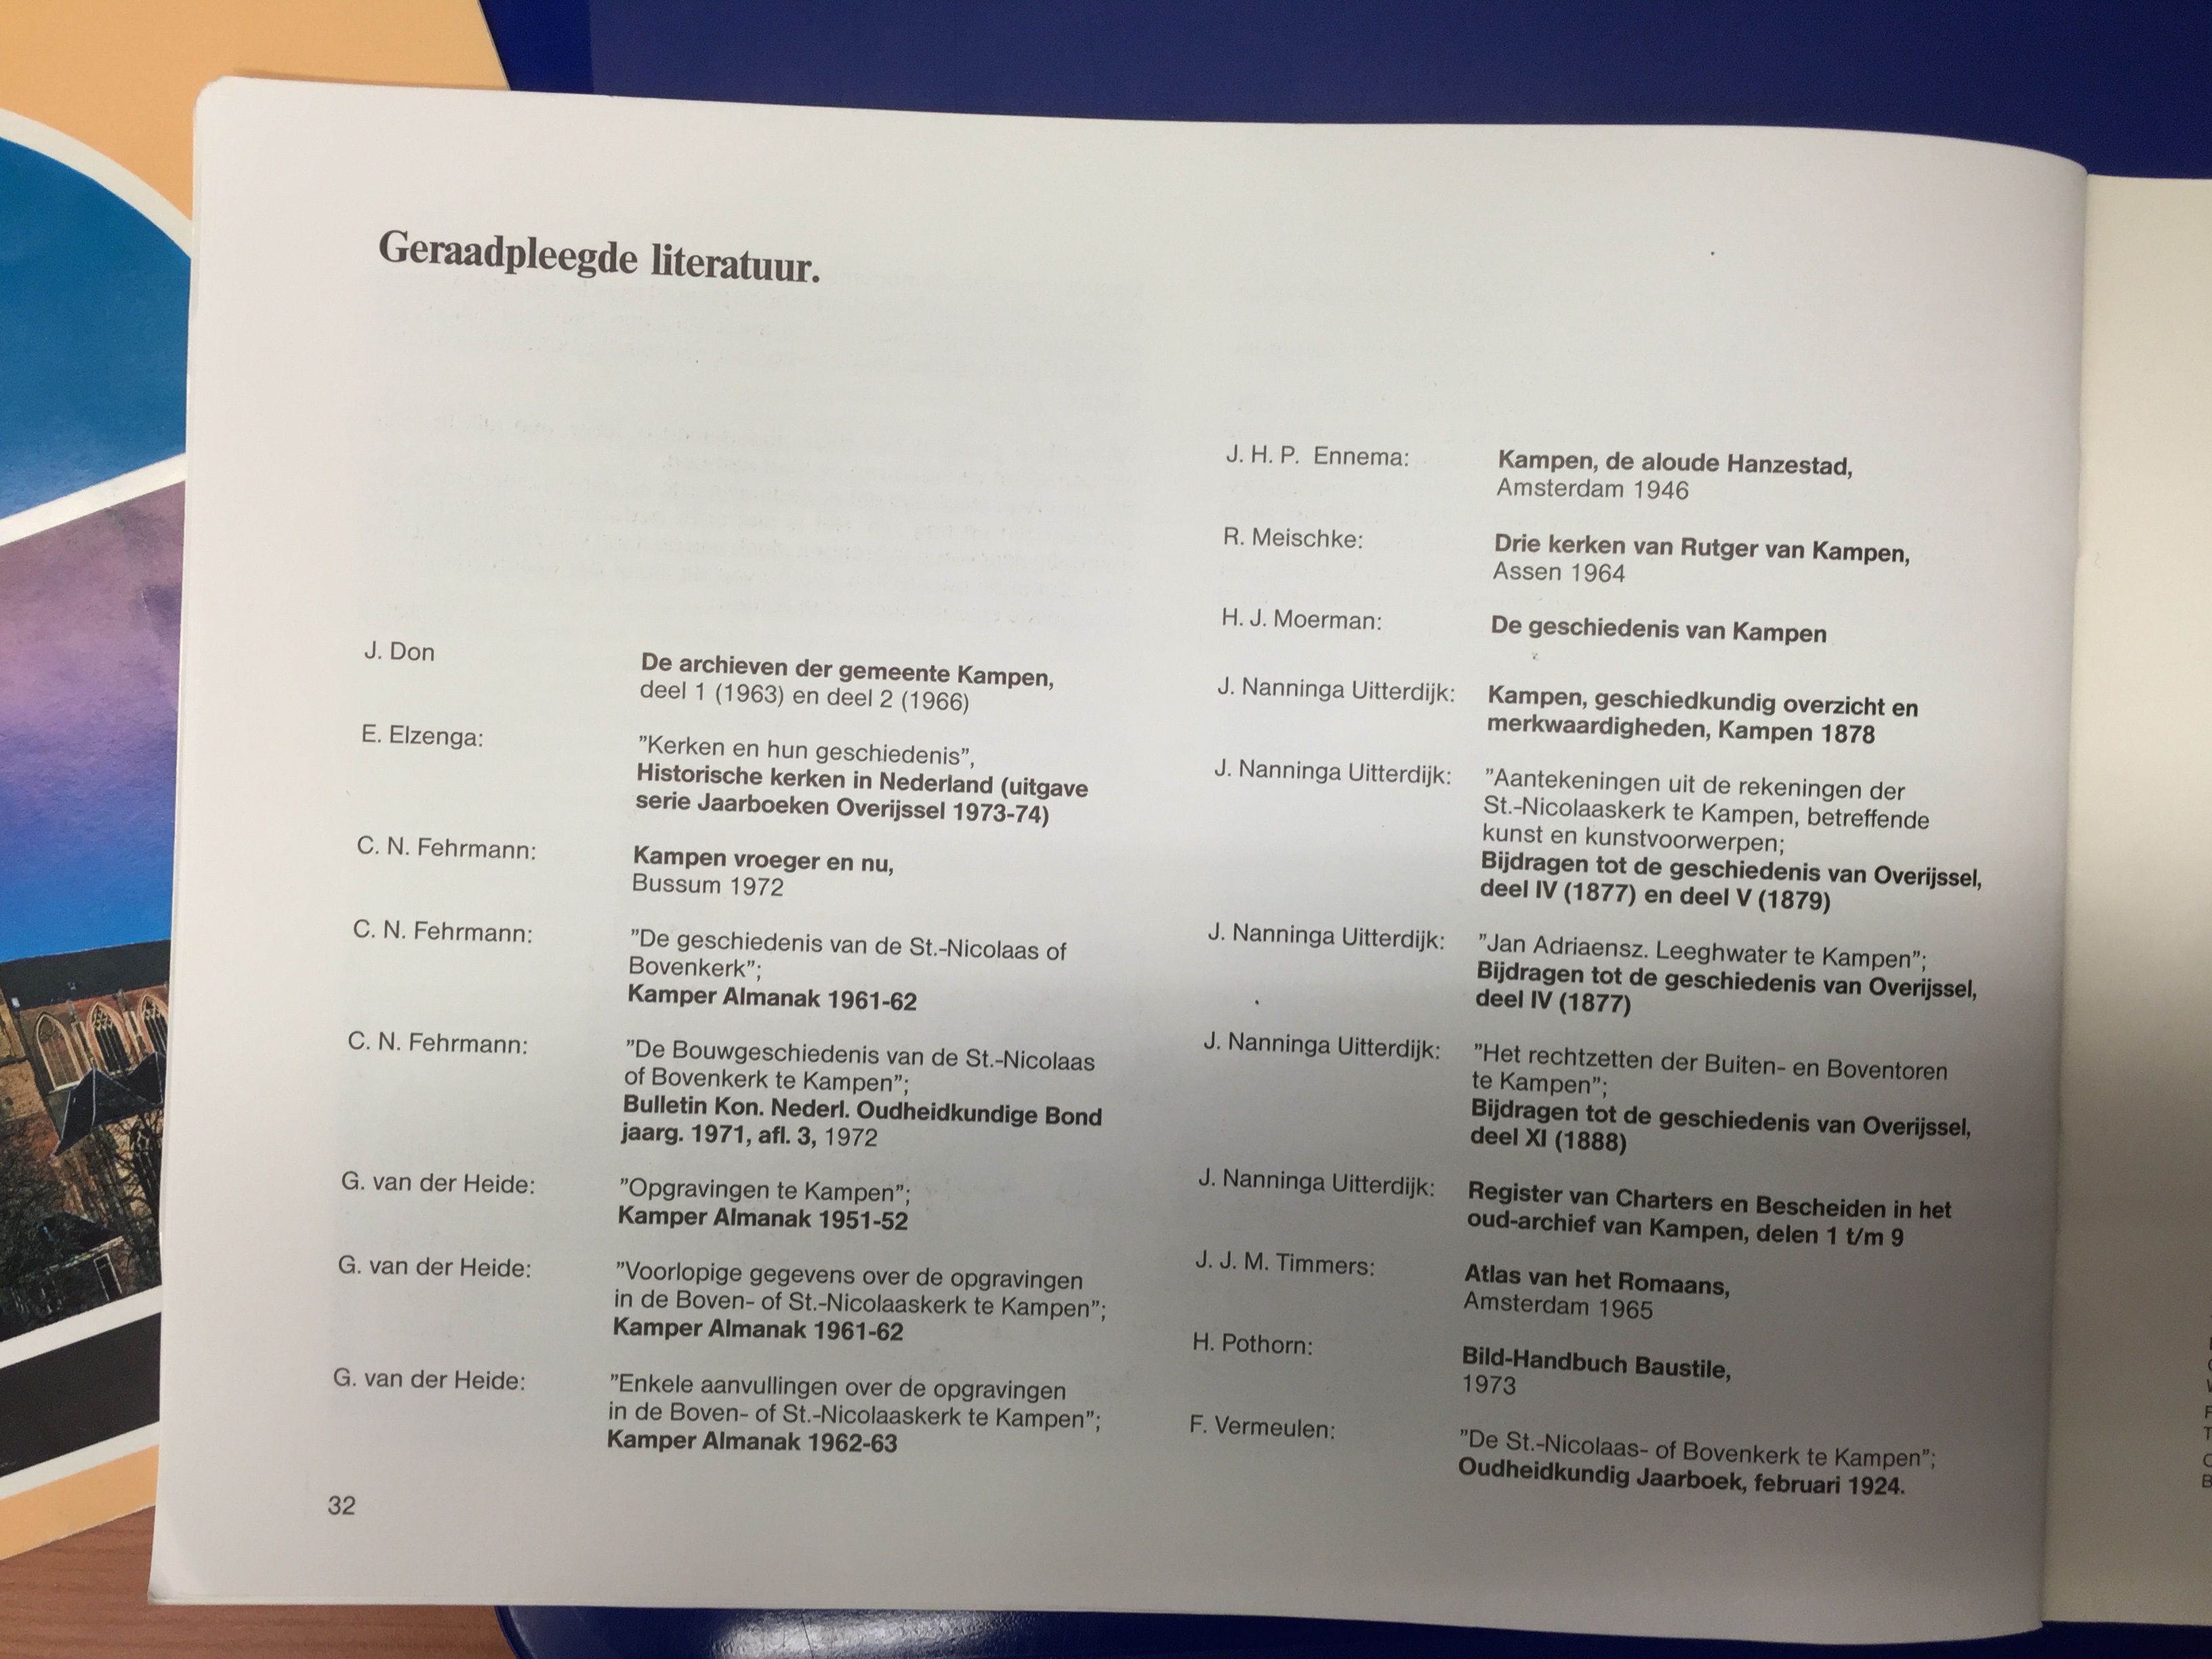 Geraadpleegde literatuur.
J. Don
De archieven der gemeente Kampen,
deel 1 (1963) en deel 2 (1966)
E. Elzenga:
”Kerken en hun geschiedenis”,
Historische kerken in Nederland (uitgave
serie Jaarboeken Overijssel 1973-74)
C. N. Fehrmann:
Kampen vroeger en nu,
Bussum 1972
C. N. Fehrmann:
”De geschiedenis van de St.-Nicolaas of
Bovenkerk”;
Kamper Almanak 1961-62
C. N. Fehrmann:
”De Bouwgeschiedenis van de St.-Nicolaas
of Bovenkerk te Kampen”;
Bulletin Kon. Nederl. Oudheidkundige Bond
jaarg. 1971, afl. 3, 1972
G. van der Heide:
”Opgravingen te Kampen”;
Kamper Almanak 1951-52
G. van der Heide:
”Voorlopige gegevens over de opgravingen
in de Boven- of St.-Nicolaaskerk te Kampen”;
Kamper Almanak 1961-62
G. van der Heide:
”Enkele aanvullingen over de opgravingen
in de Boven- of St.-Nicolaaskerk te Kampen”;
Kamper Almanak 1962-63
32
J. H. P. Ennema:
Kampen, de aloude Hanzestad,
Amsterdam 1946
R. Meischke:
Drie kerken van Rutger van Kampen,
Assen 1964
H. J. Moerman:
De geschiedenis van Kampen
J. Nanninga Uitterdijk:
Kampen, geschiedkundig overzicht en
merkwaardigheden, Kampen 1878
J. Nanninga Uitterdijk:
”Aantekeningen uit de rekeningen der
St.-Nicolaaskerk te Kampen, betreffende
kunst en kunstvoorwerpen;
Bijdragen tot de geschiedenis van Overijssel,
deel IV (1877) en deel V (1879)
J. Nanninga Uitterdijk:
”Jan Adriaensz. Leeghwater te Kampen”;
Bijdragen tot de geschiedenis van Overijssel,
deel IV (1877)
J. Nanninga Uitterdijk:
”Het rechtzetten der Buiten- en Boventoren
te Kampen”;
Bijdragen tot de geschiedenis van Overijssel,
deel XI (1888)
J. Nanninga Uitterdijk:
Register van Charters en Bescheiden in het
oud-archief van Kampen, delen 1 t/m 9
J. J. M. Timmers:
Atlas van het Romaans,
Amsterdam 1965
H. Pothorn:
Bild-Handbuch Baustile,
1973
F. Vermeulen:
”De St.-Nicolaas- of Bovenkerk te Kampen”;
Oudheidkundig Jaarboek, februari 1924.